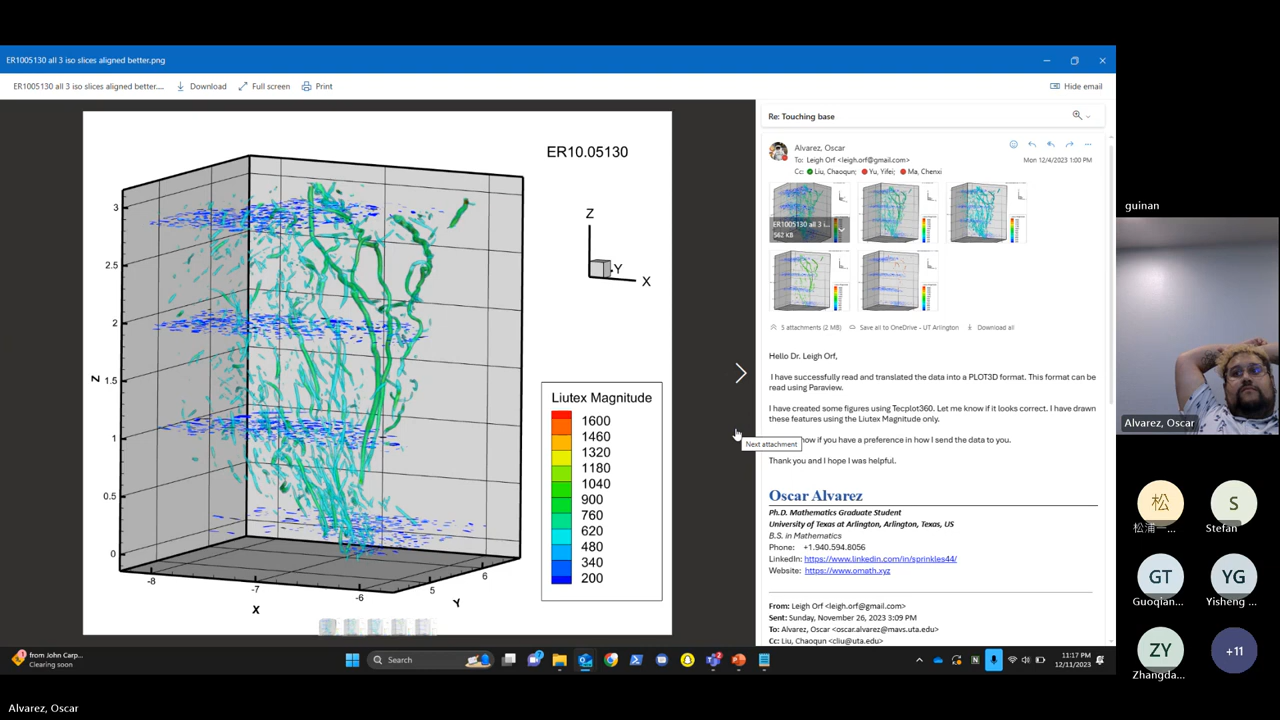 ER1005130 all 3 iso slices aligned better.png
ER1005130 all 3 iso slices aligned better....
Download
Full screen
Print
Hide email
ER10.05130
Z
Y
X
3
2.5
2
1.5
1
0.5
0
Z
-8
-7
-6
X
5
6
Y
Liutex Magnitude
1600
1460
1320
1180
1040
900
760
620
480
340
200
Next attachment
Re: Touching base
Alvarez, Oscar
To: Leigh Orf <leigh.orf@gmail.com>
Cc: Liu, Chaoqun; Yu, Yifei; Ma, Chenxi
Mon 12/4/2023 1:00 PM
ER1005130 all 3 i...
562 KB
5 attachments (2 MB)
Save all to OneDrive - UT Arlington
Download all
Hello Dr. Leigh Orf,
I have successfully read and translated the data into a PLOT3D format. This format can be
read using Paraview.
I have created some figures using Tecplot360. Let me know if it looks correct. I have drawn
these features using the Liutex Magnitude only.
now if you have a preference in how I send the data to you.
Thank you and I hope I was helpful.
Oscar Alvarez
Ph.D. Mathematics Graduate Student
University of Texas at Arlington, Arlington, Texas, US
B.S. in Mathematics
Phone: +1.940.594.8056
LinkedIn: https://www.linkedin.com/in/sprinkles44/
Website: https://www.omath.xyz
From: Leigh Orf <leigh.orf@gmail.com>
Sent: Sunday, November 26, 2023 3:09 PM
To: Alvarez, Oscar <oscar.alvarez@mavs.uta.edu>
Cc: Liu, Chaoqun <cliu@uta.edu>
from John Carp...
Clearing soon
Search
11:17 PM
12/11/2023
guinan
Alvarez, Oscar
松
松浦一...
S
Stefan
GT
Guoqian...
YG
Yisheng ...
ZY
Zhangda...
+11
Alvarez, Oscar